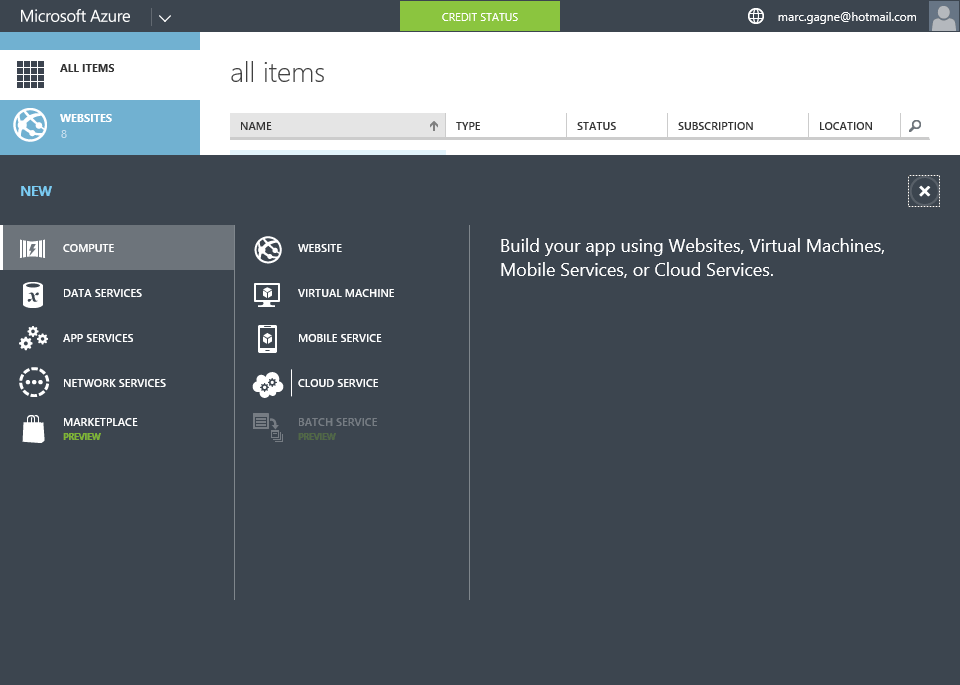 Microsoft Azure
CREDIT STATUS
marc.gagne@hotmail.com
ALL ITEMS
WEBSITES
8
all items
NAME TYPE STATUS SUBSCRIPTION LOCATION
NEW
COMPUTE
DATA SERVICES
APP SERVICES
NETWORK SERVICES
MARKETPLACE
PREVIEW
WEBSITE
VIRTUAL MACHINE
MOBILE SERVICE
CLOUD SERVICE
BATCH SERVICE
PREVIEW
Build your app using Websites, Virtual Machines,
Mobile Services, or Cloud Services.